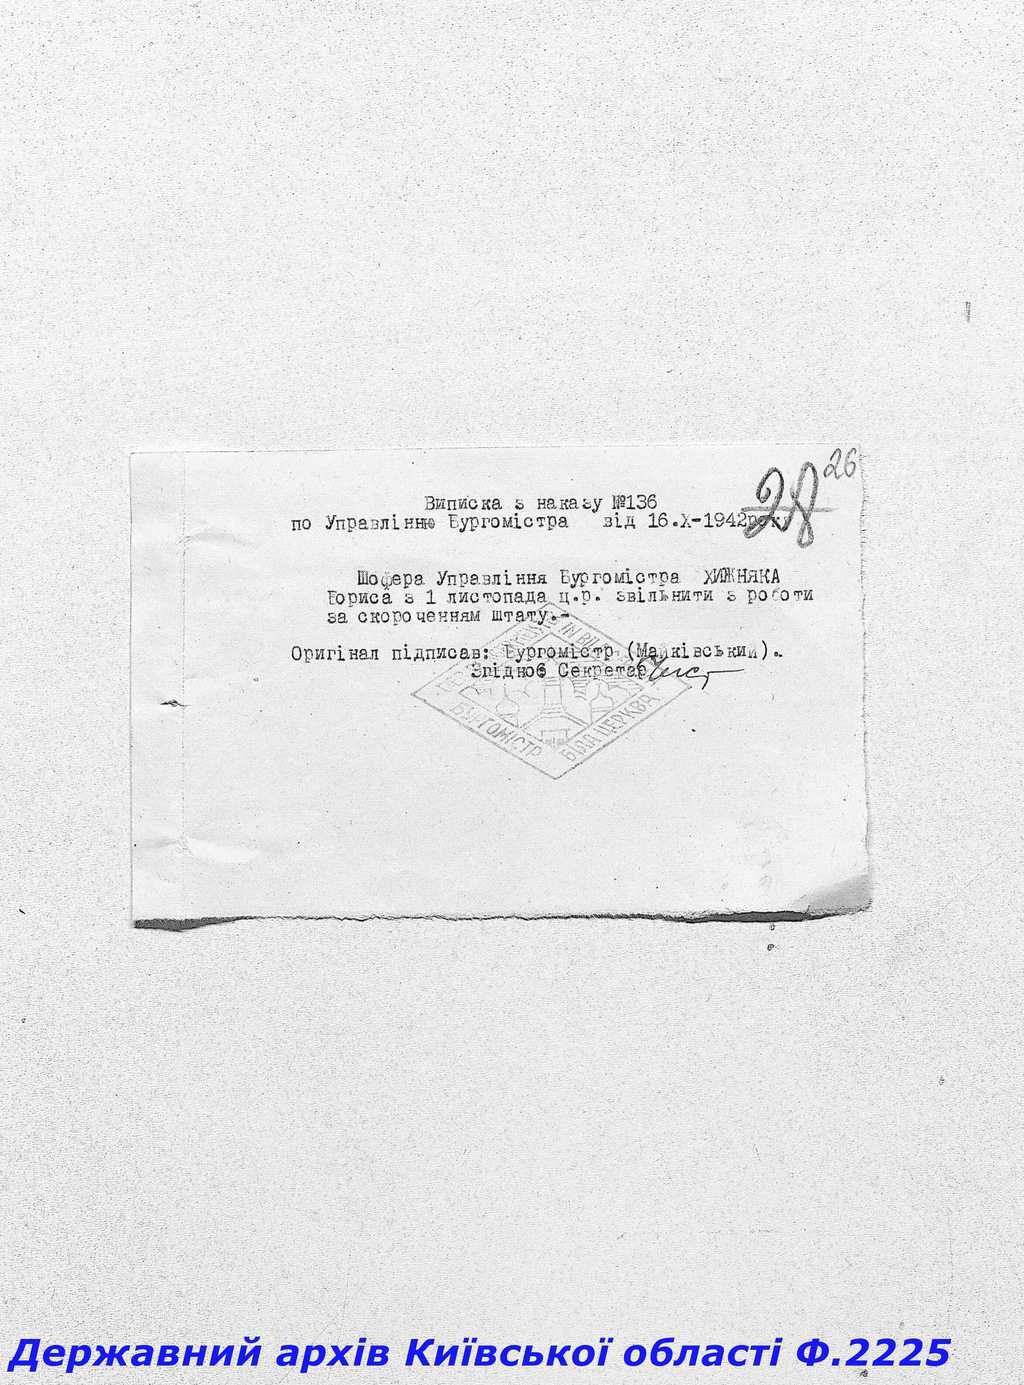 26
28
Виписка з наказу №136
по Управлінню Бургомістра від 16.X-1942року
Шофера Управління Бургомістра ХИЖНЯКА
Бориса з 1 листопада ц.р. звільнити з роботи
за скороченням штату.-
Оригінал підписав: Бургомістр (Майківський).
Згідно: Секретар
IN
БУРГОМІСТР
БІЛА ЦЕРКВА
Державний архів Київської області Ф.2225